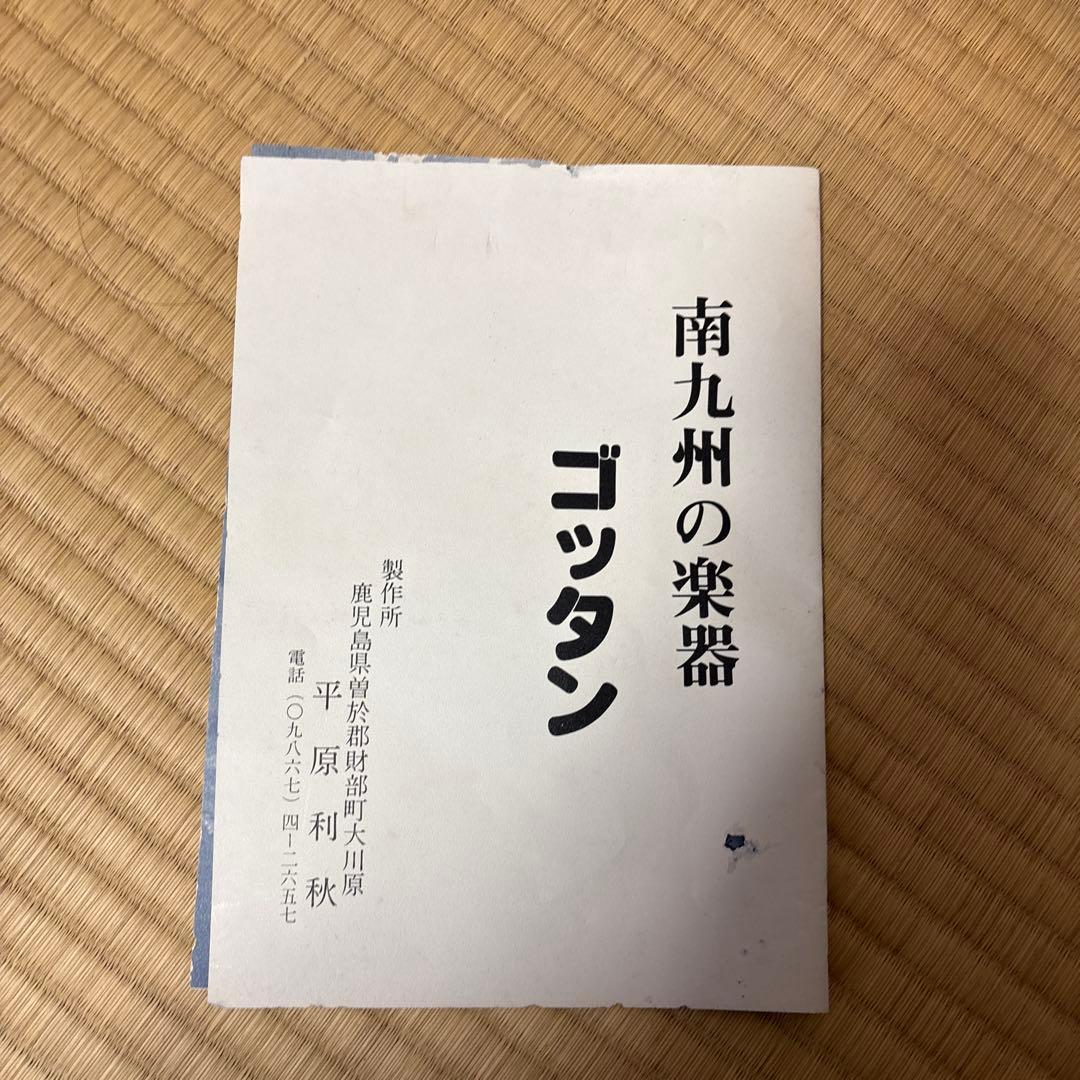 南九州の楽器
ゴッタン
製作所
鹿児島県曽於郡財部町大川原
平原利秋
電話（〇九八六七）四ー二六五七